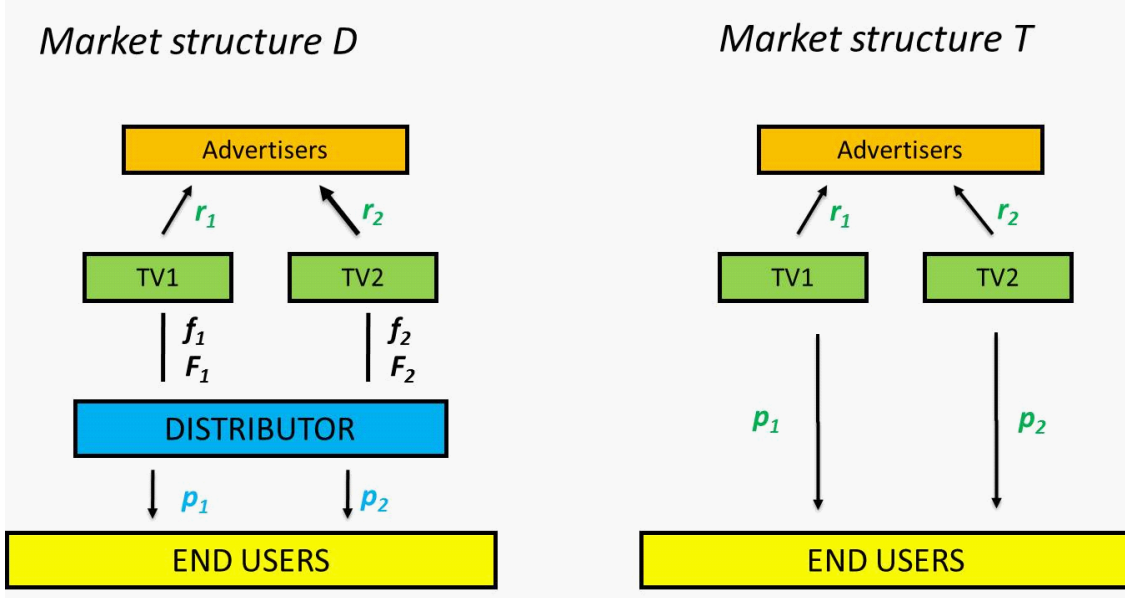 Market structure D
Advertisers
r1
r2
TV1
TV2
f1
F1
f2
F2
DISTRIBUTOR
p1
p2
END USERS
Market structure T
Advertisers
r1
r2
TV1
TV2
p1
p2
END USERS